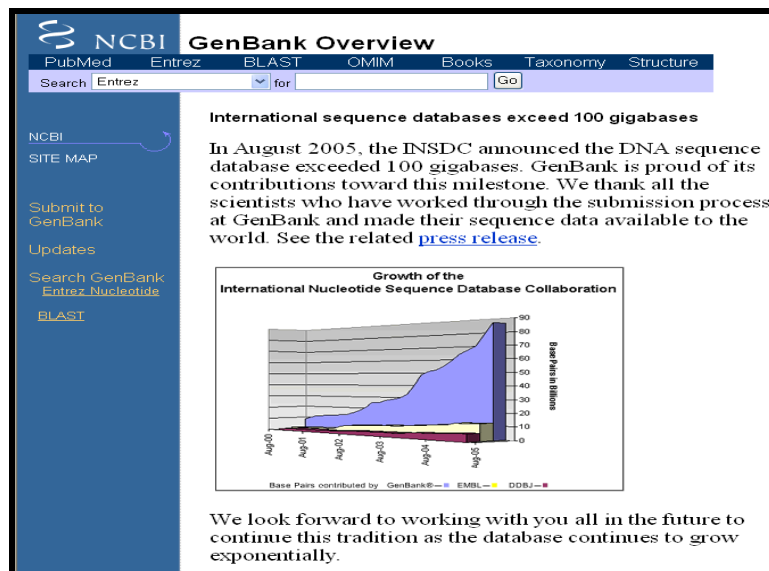 NCBI GenBank Overview
PubMed Entrez BLAST OMIM Books Taxonomy Structure
Search Entrez for Go
NCBI
SITE MAP
Submit to
GenBank
Updates
Search GenBank
Entrez Nucleotide
BLAST
International sequence databases exceed 100 gigabases
In August 2005, the INSDC announced the DNA sequence
database exceeded 100 gigabases. GenBank is proud of its
contributions toward this milestone. We thank all the
scientists who have worked through the submission process
at GenBank and made their sequence data available to the
world. See the related press release.
Growth of the
International Nucleotide Sequence Database Collaboration
90
80
70
60
50
40
30
20
10
0
Base Pairs in Billions
Aug-00 Aug-01 Aug-02 Aug-03 Aug-04 Aug-05
Base Pairs contributed by GenBank® EMBL DDBJ
We look forward to working with you all in the future to
continue this tradition as the database continues to grow
exponentially.